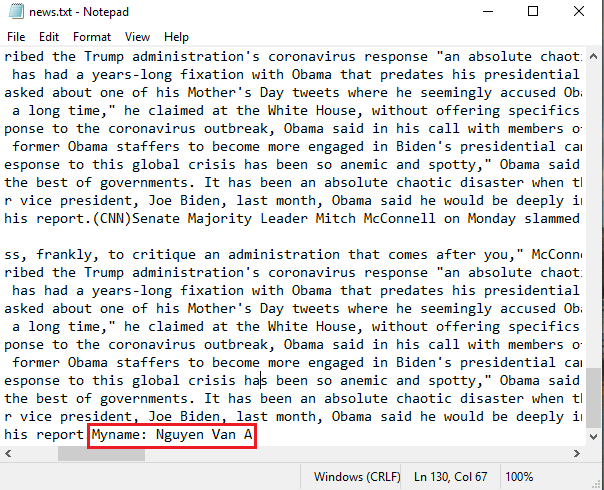 news.txt - Notepad
File Edit Format View Help
ribed the Trump administration's coronavirus response "an absolute chaoti
has had a years-long fixation with Obama that predates his presidential
asked about one of his Mother's Day tweets where he seemingly accused Oba
a long time," he claimed at the White House, without offering specifics
ponse to the coronavirus outbreak, Obama said in his call with members o
former Obama staffers to become more engaged in Biden's presidential ca
esponse to this global crisis has been so anemic and spotty," Obama said
the best of governments. It has been an absolute chaotic disaster when t
r vice president, Joe Biden, last month, Obama said he would be deeply i
his report.(CNN)Senate Majority Leader Mitch McConnell on Monday slammed
ss, frankly, to critique an administration that comes after you," McConne
ribed the Trump administration's coronavirus response "an absolute chaoti
has had a years-long fixation with Obama that predates his presidential
asked about one of his Mother's Day tweets where he seemingly accused Oba
a long time," he claimed at the White House, without offering specifics
ponse to the coronavirus outbreak, Obama said in his call with members o
former Obama staffers to become more engaged in Biden's presidential ca
esponse to this global crisis has been so anemic and spotty," Obama said
the best of governments. It has been an absolute chaotic disaster when t
r vice president, Joe Biden, last month, Obama said he would be deeply i
his report Myname: Nguyen Van A
Windows (CRLF) Ln 130, Col 67 100%